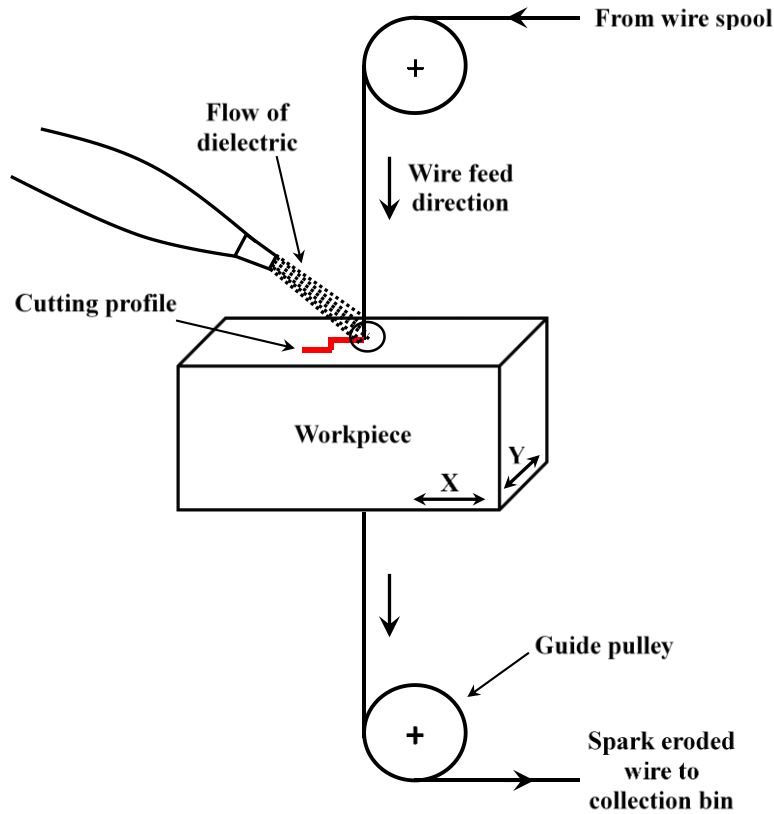 From wire spool
+
Flow of
dielectric
Wire feed
direction
Cutting profile
Workpiece
Y
X
Guide pulley
+
Spark eroded
wire to
collection bin